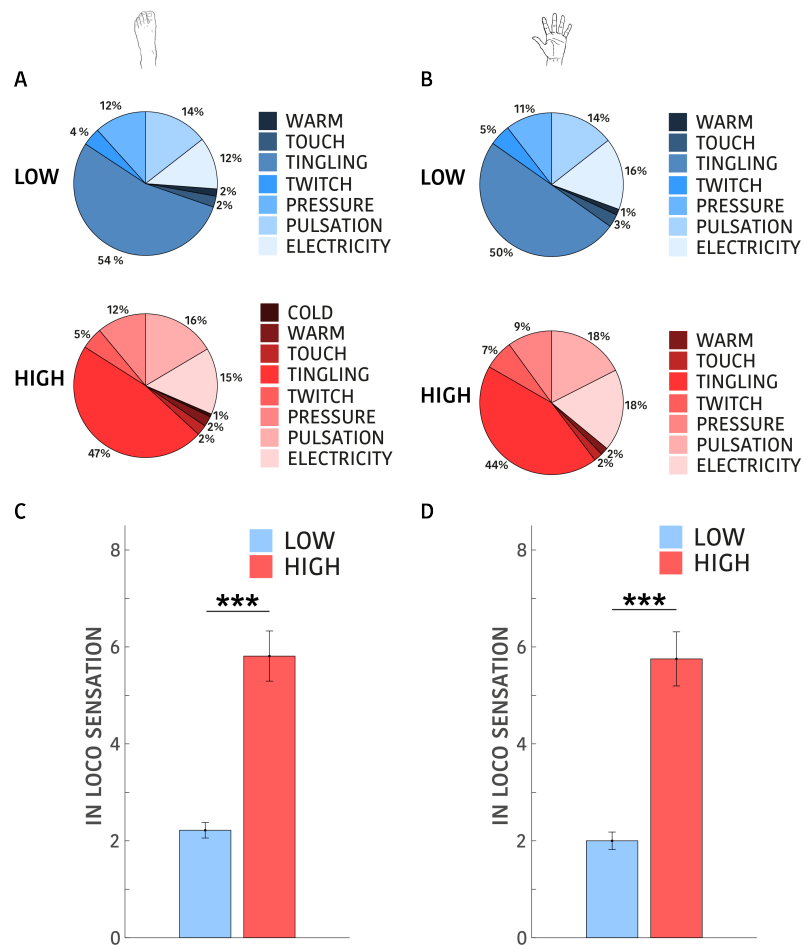 A
LOW
12%
14%
4 %
12%
2%
2%
54 %
WARM
TOUCH
TINGLING
TWITCH
PRESSURE
PULSATION
ELECTRICITY
B
LOW
11%
14%
5%
16%
1%
3%
50%
WARM
TOUCH
TINGLING
TWITCH
PRESSURE
PULSATION
ELECTRICITY
HIGH
12%
16%
5%
15%
1%
2%
2%
47%
COLD
WARM
TOUCH
TINGLING
TWITCH
PRESSURE
PULSATION
ELECTRICITY
HIGH
9%
18%
7%
18%
2%
2%
44%
WARM
TOUCH
TINGLING
TWITCH
PRESSURE
PULSATION
ELECTRICITY
C
IN LOCO SENSATION
8
6
4
2
0
LOW
HIGH
***
D
IN LOCO SENSATION
8
6
4
2
0
LOW
HIGH
***